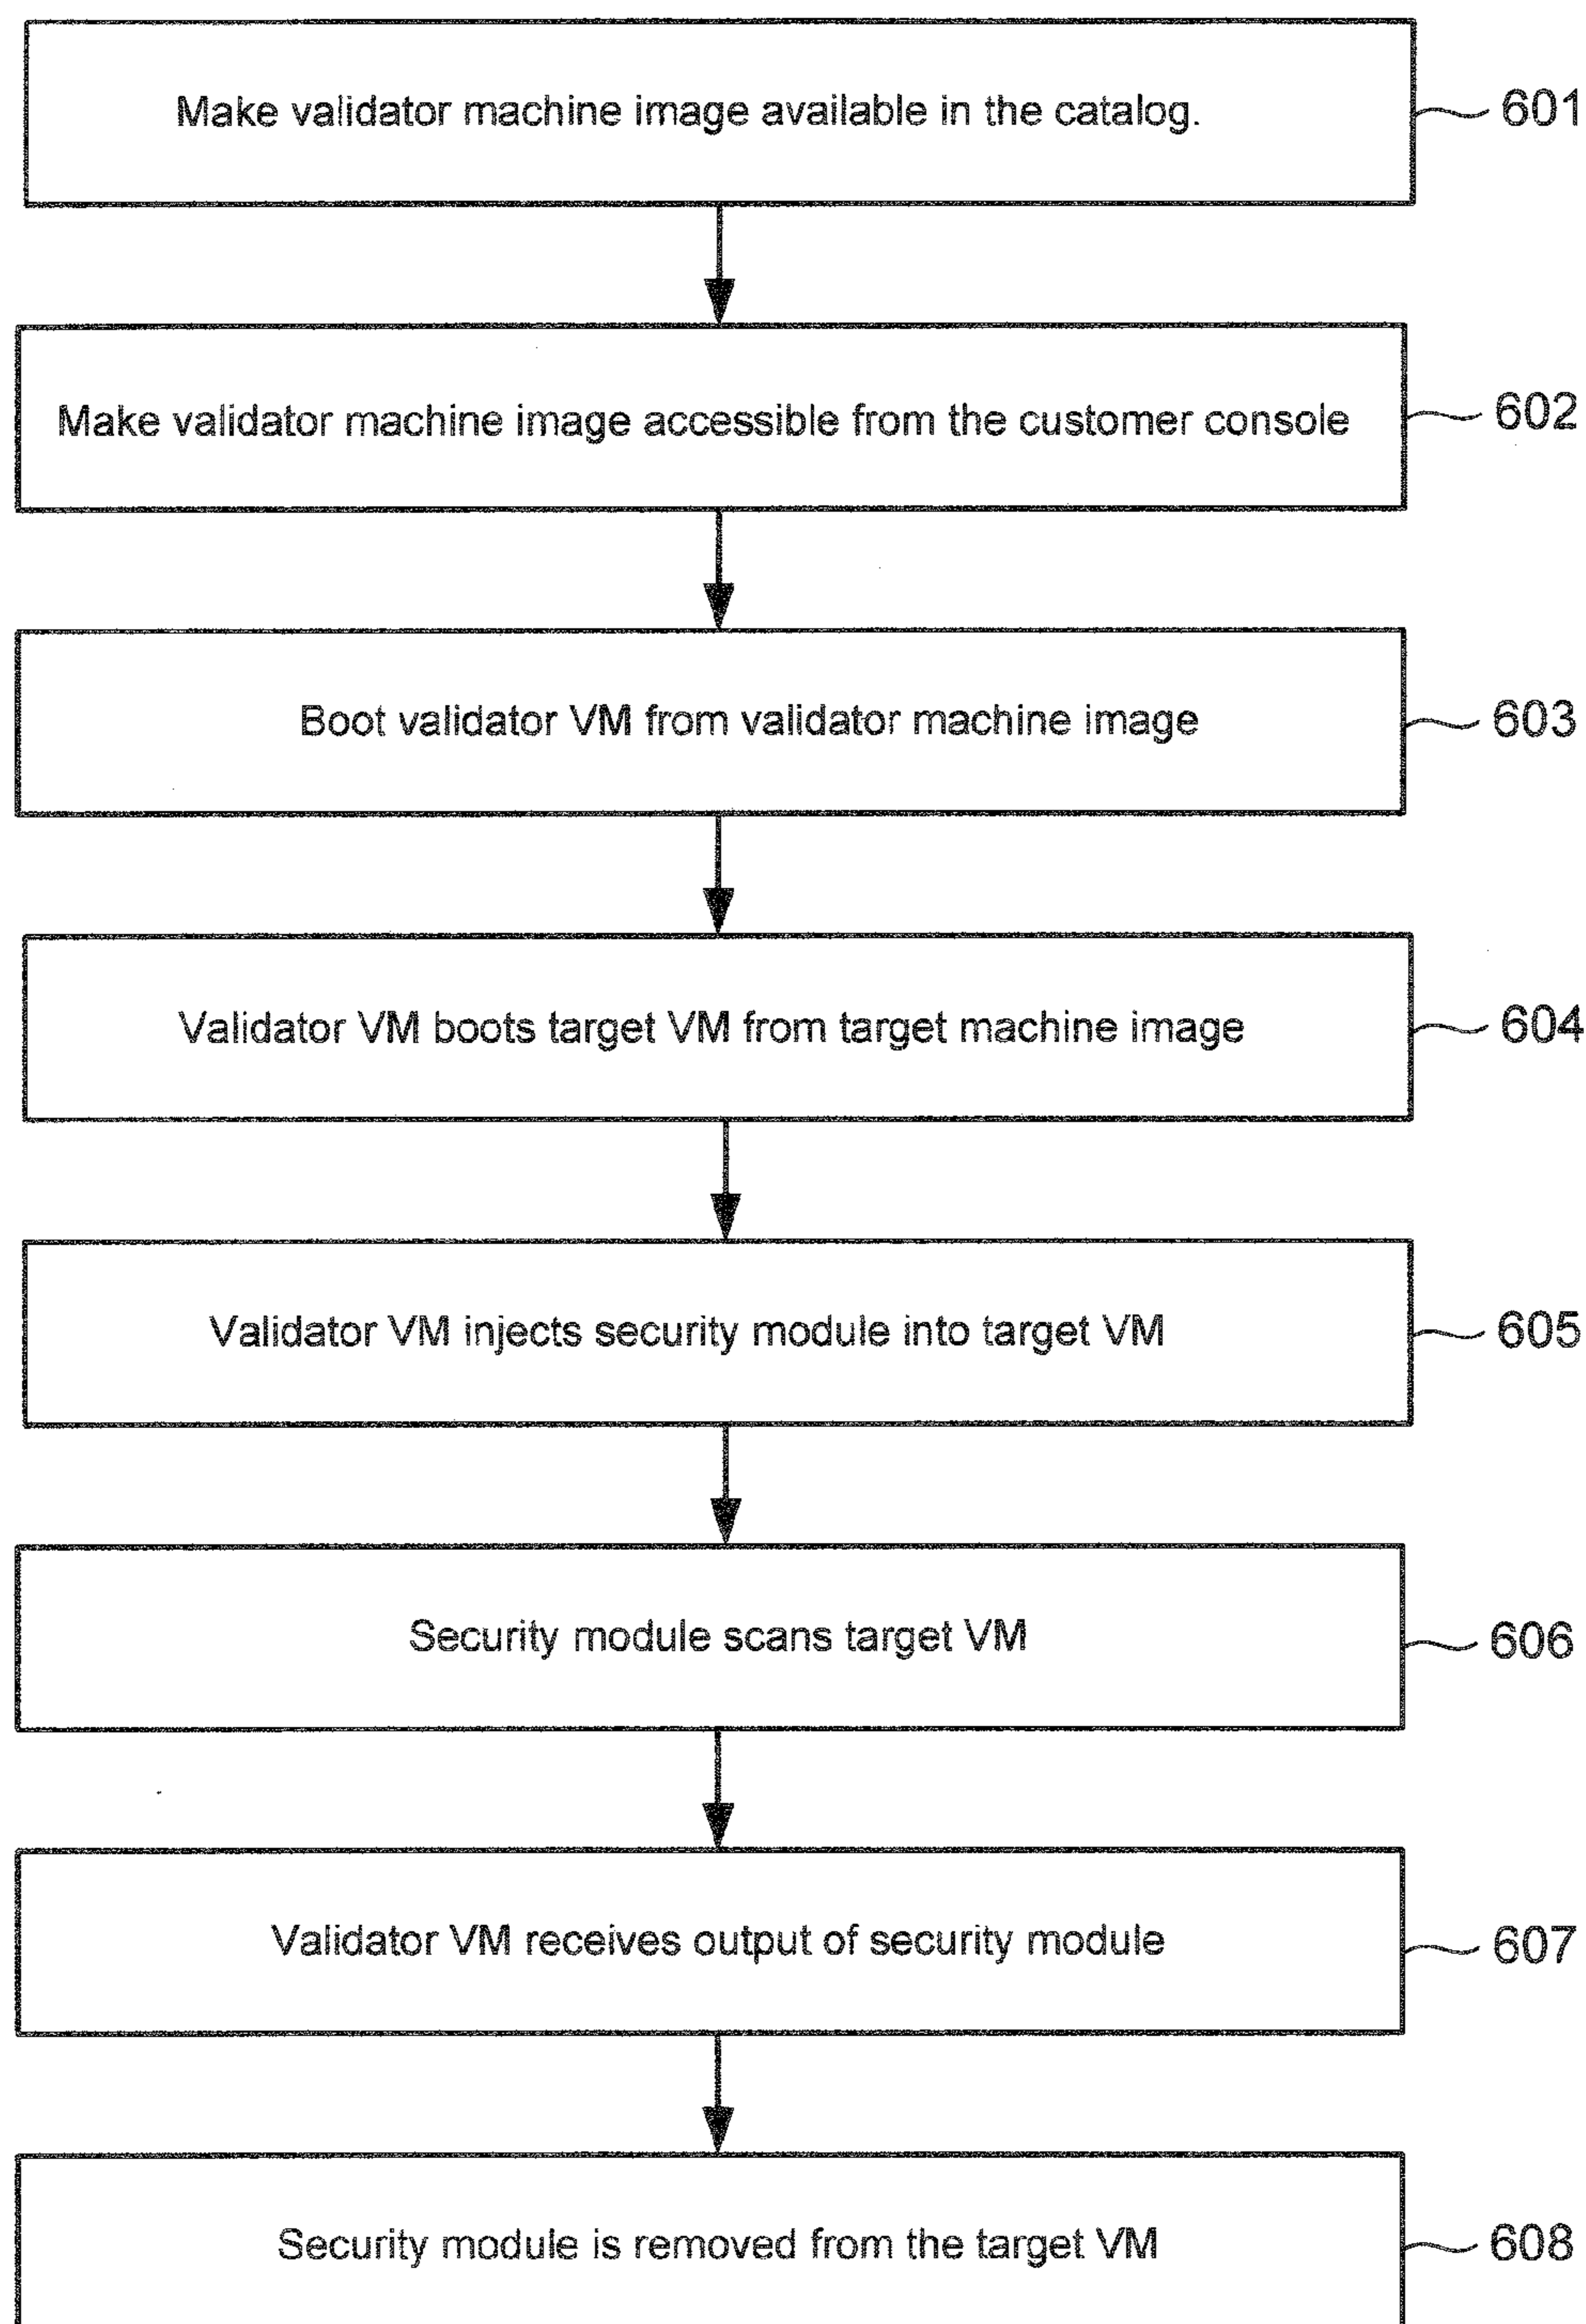 Make validator machine image available in the catalog.
601
Make validator machine image accessible from the customer console
602
Boot validator VM from validator machine image
603
Validator VM boots target VM from target machine image
604
Validator VM injects security module into target VM
605
Security module scans target VM
606
Validator VM receives output of security module
607
Security module is removed from the target VM
608